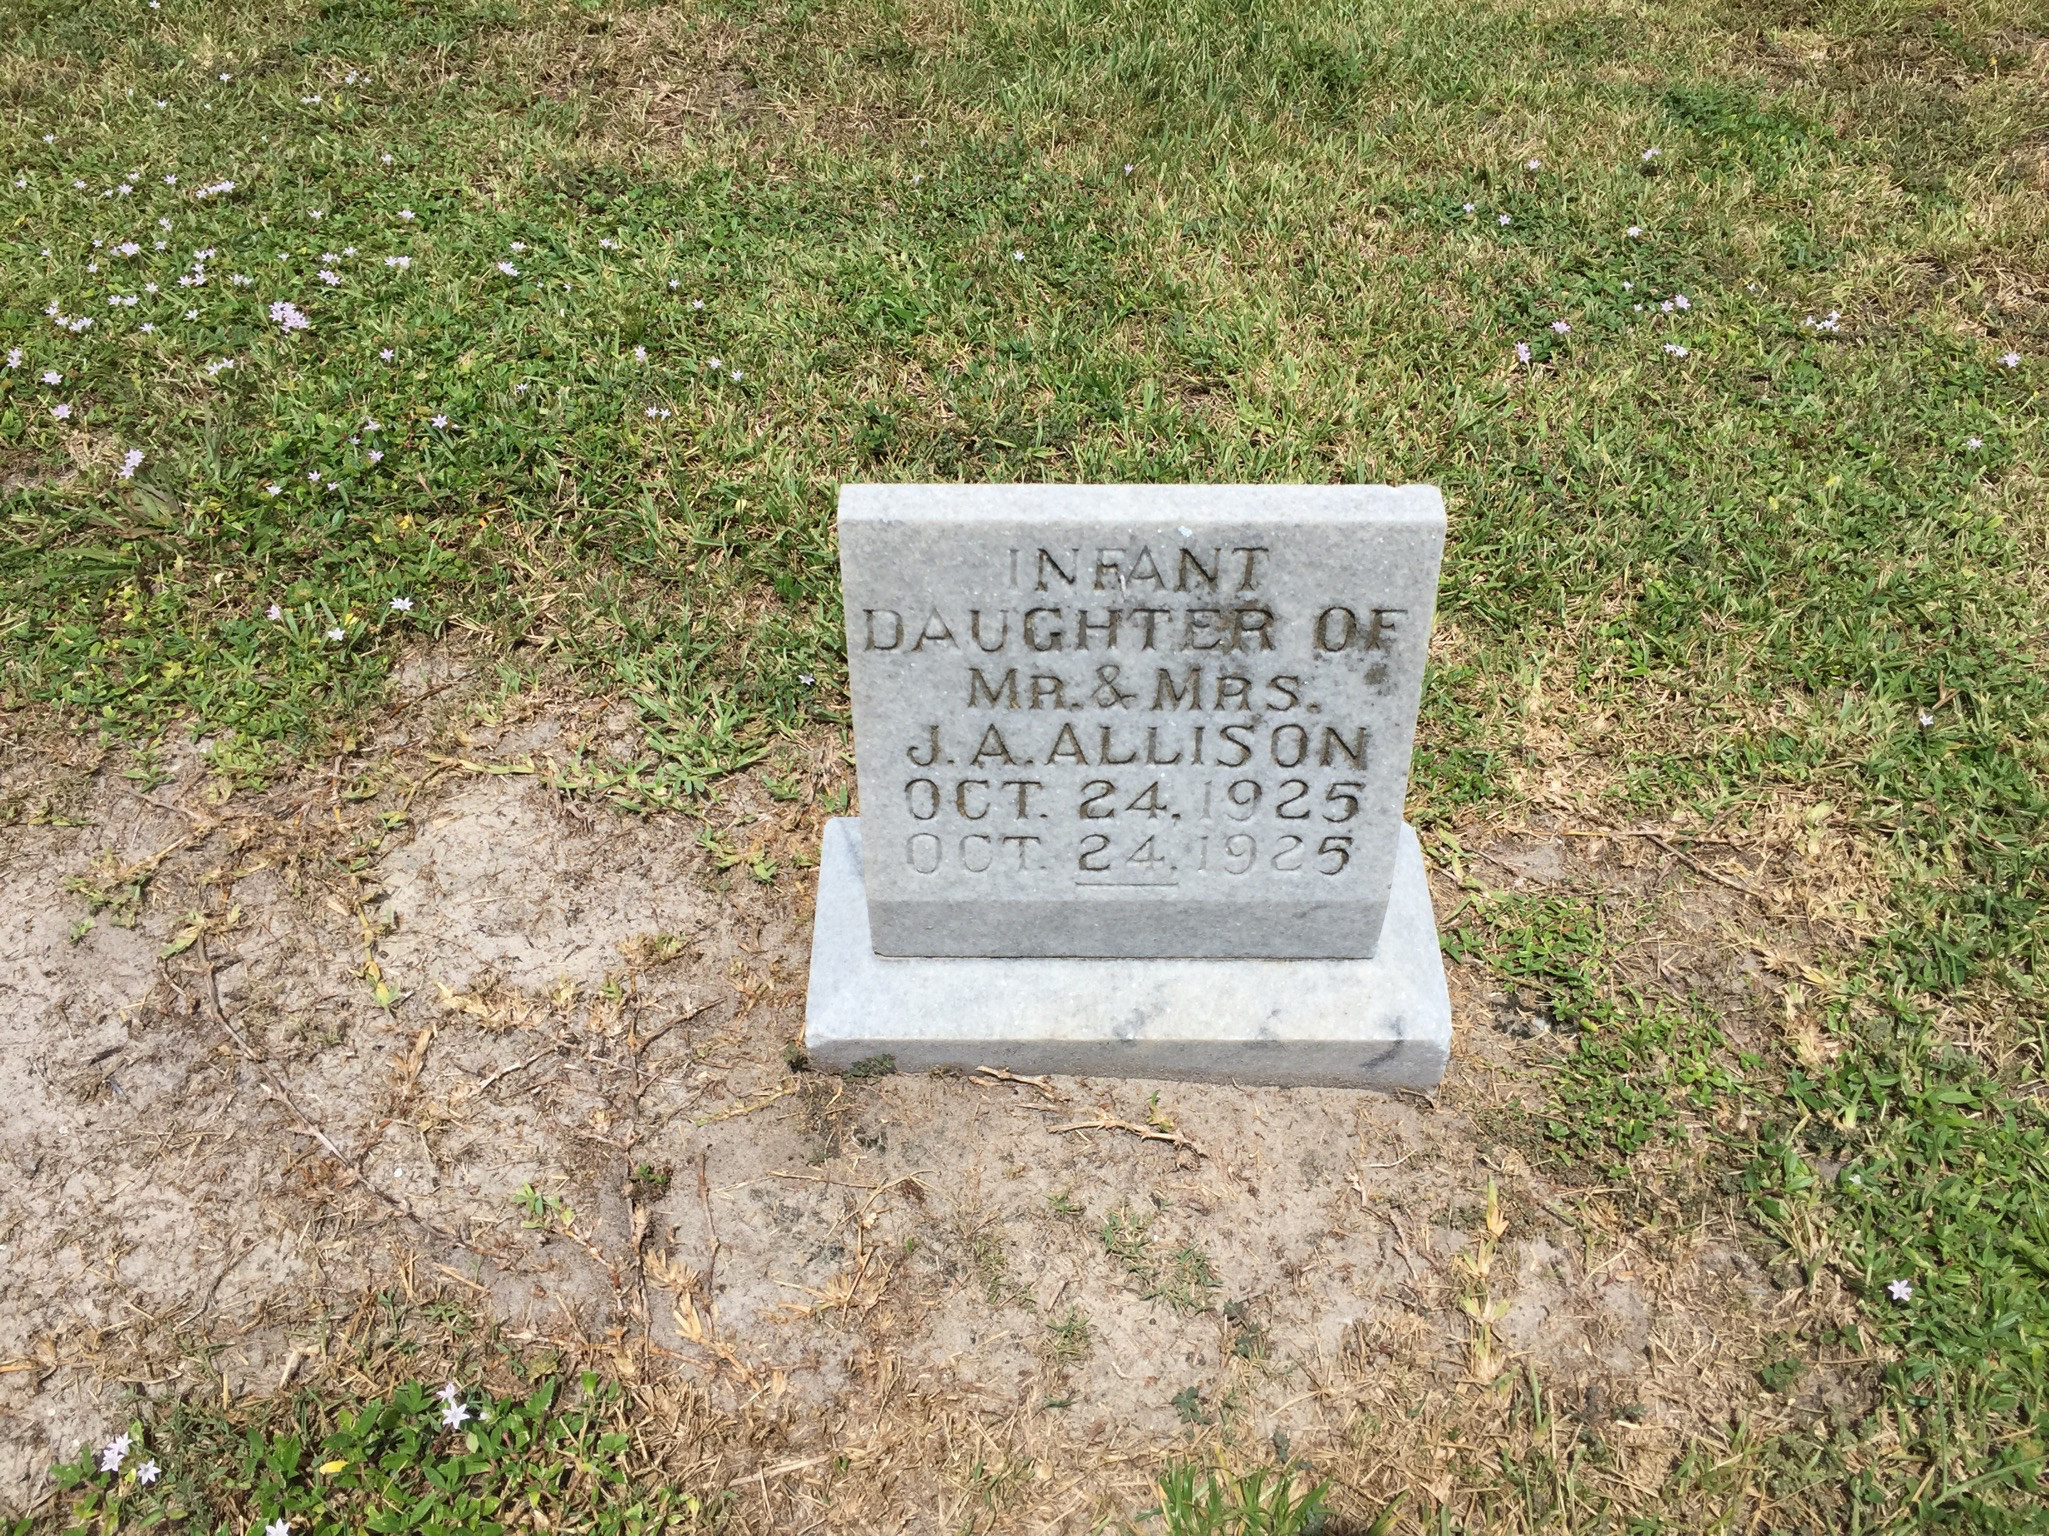 INFANT
DAUGHTER OF
MR. & MRS.
J. A. ALLISON
OCT. 24, 1925
OCT. 24, 1925